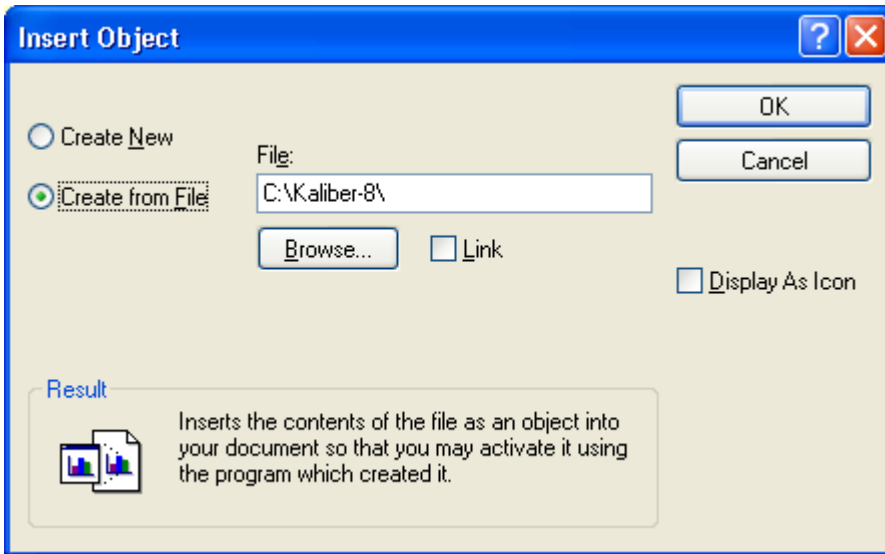 Insert Object
OK
Create New
File:
Cancel
Create from File
C:\Kaliber-8\
Browse...
Link
Display As Icon
Result
Inserts the contents of the file as an object into
your document so that you may activate it using
the program which created it.